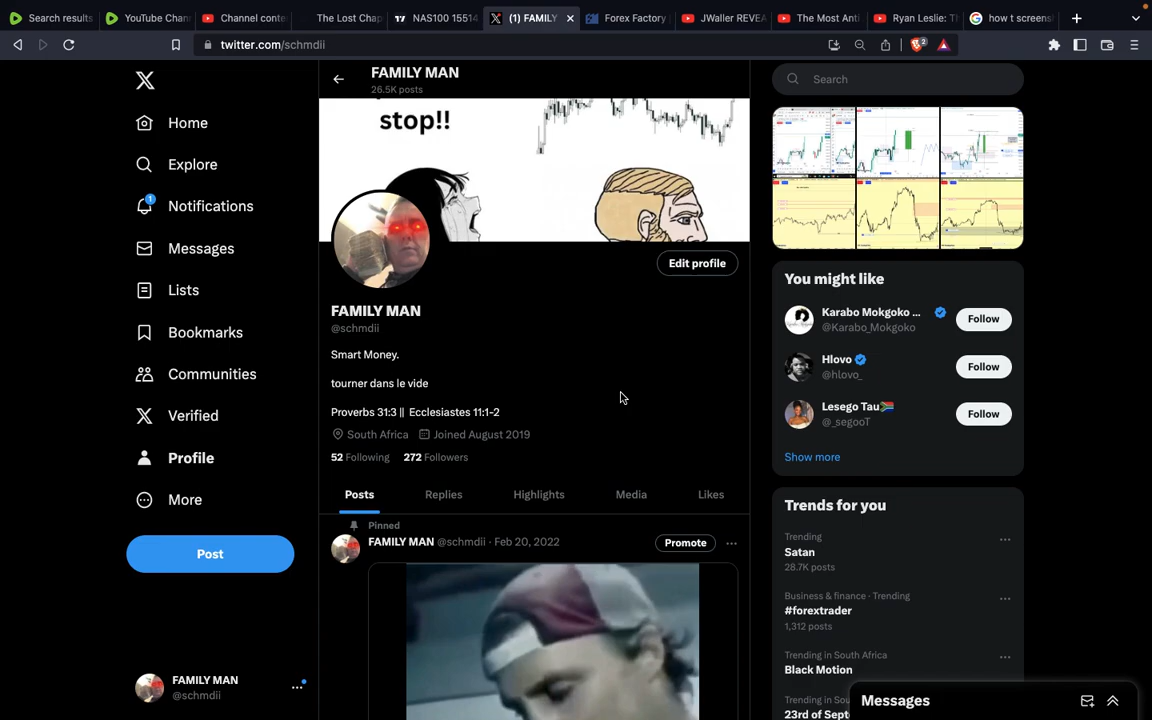 Search results
YouTube Chan
Channel conte
The Lost Chap
NAS100 15514
(1) FAMILY
Forex Factory
JWaller REVEA
The Most Anti
Ryan Leslie: T
how t screens
twitter.com/schmdii
2
FAMILY MAN
26.5K posts
Search
Home
Explore
1
Notifications
Messages
Lists
Bookmarks
Communities
Verified
Profile
More
Post
FAMILY MAN
@schmdii
stop!!
Edit profile
FAMILY MAN
@schmdii
Smart Money.
tourner dans le vide
Proverbs 31:3 || Ecclesiastes 11:1-2
South Africa Joined August 2019
52 Following 272 Followers
Posts Replies Highlights Media Likes
Pinned
FAMILY MAN @schmdii · Feb 20, 2022
Promote
You might like
Karabo Mokgoko ...
@Karabo_Mokgoko
Follow
Hlovo
@hlovo_
Follow
Lesego Tau
@_segooT
Follow
Show more
Trends for you
Trending
Satan
28.7K posts
Business & finance · Trending
#forextrader
1,312 posts
Trending in South Africa
Black Motion
Trending in Sou
23rd of Septe
Messages